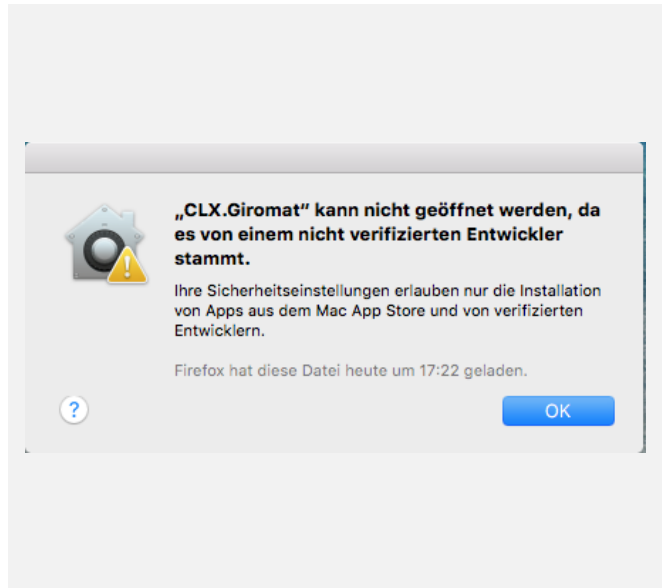 „CLX.Giromat“ kann nicht geöffnet werden, da
es von einem nicht verifizierten Entwickler
stammt.
Ihre Sicherheitseinstellungen erlauben nur die Installation
von Apps aus dem Mac App Store und von verifizierten
Entwicklern.
Firefox hat diese Datei heute um 17:22 geladen.
?
OK